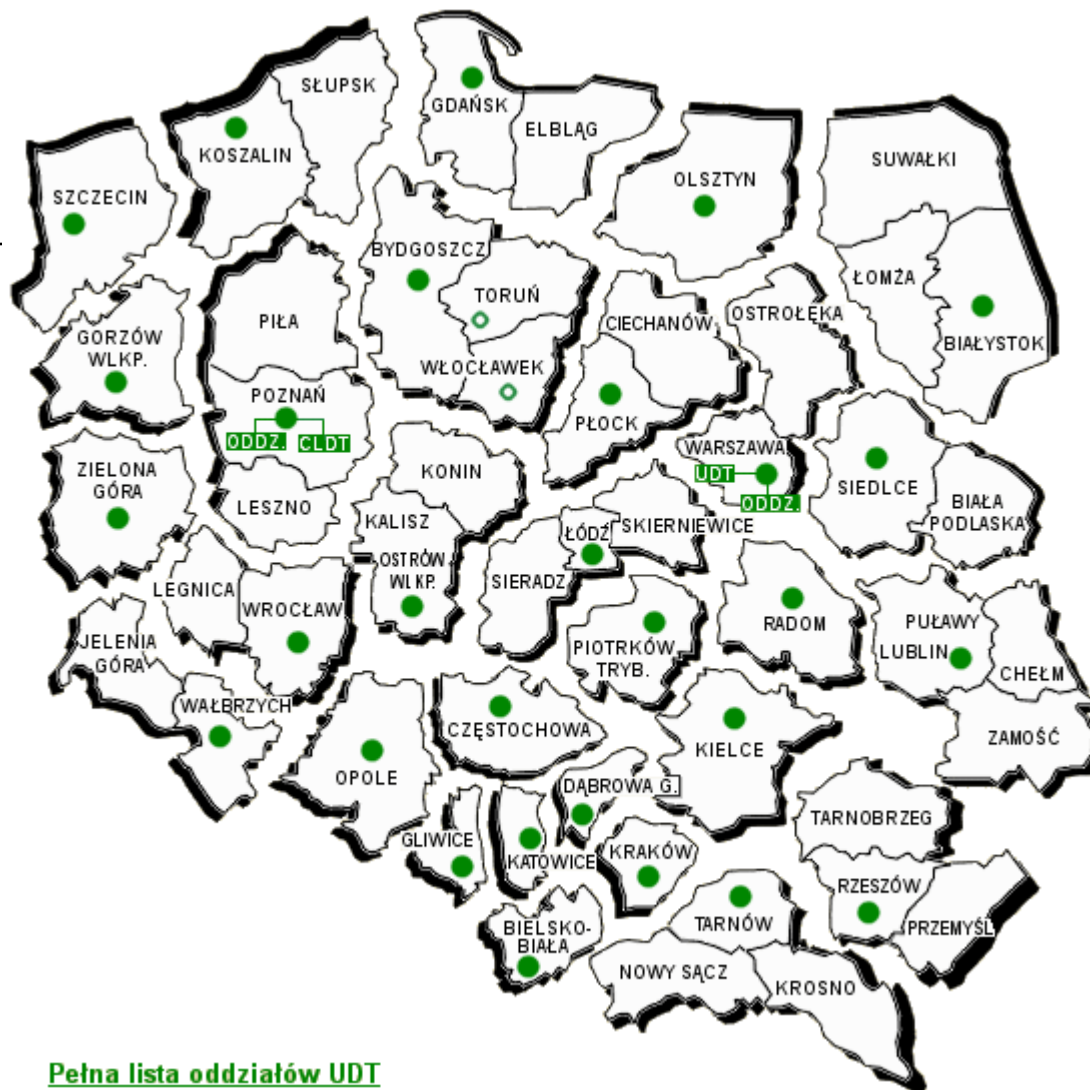 SŁUPSK
GDAŃSK
ELBLĄG
KOSZALIN
SUWAŁKI
OLSZTYN
SZCZECIN
BYDGOSZCZ
ŁOMŻA
TORUŃ
OSTROŁĘKA
PIŁA
CIECHANÓW
GORZÓW
WLKP.
BIAŁYSTOK
WŁOCŁAWEK
POZNAŃ
PŁOCK
ODDZ.
CLDT
WARSZAWA
UDT
ODDZ.
ZIELONA
GÓRA
KONIN
SIEDLCE
BIAŁA
PODLASKA
LESZNO
KALISZ
ŁÓDŹ
SKIERNIEWICE
OSTRÓW
WLKP.
SIERADZ
LEGNICA
WROCŁAW
RADOM
PUŁAWY
LUBLIN
JELENIA
GÓRA
PIOTRKÓW
TRYB.
CHEŁM
WAŁBRZYCH
CZĘSTOCHOWA
KIELCE
ZAMOŚĆ
OPOLE
DĄBROWA G.
TARNOBRZEG
GLIWICE
KATOWICE
KRAKÓW
RZESZÓW
TARNÓW
PRZEMYŚL
BIELSKO-
BIAŁA
NOWY SĄCZ
KROSNO
Pełna lista oddziałów UDT